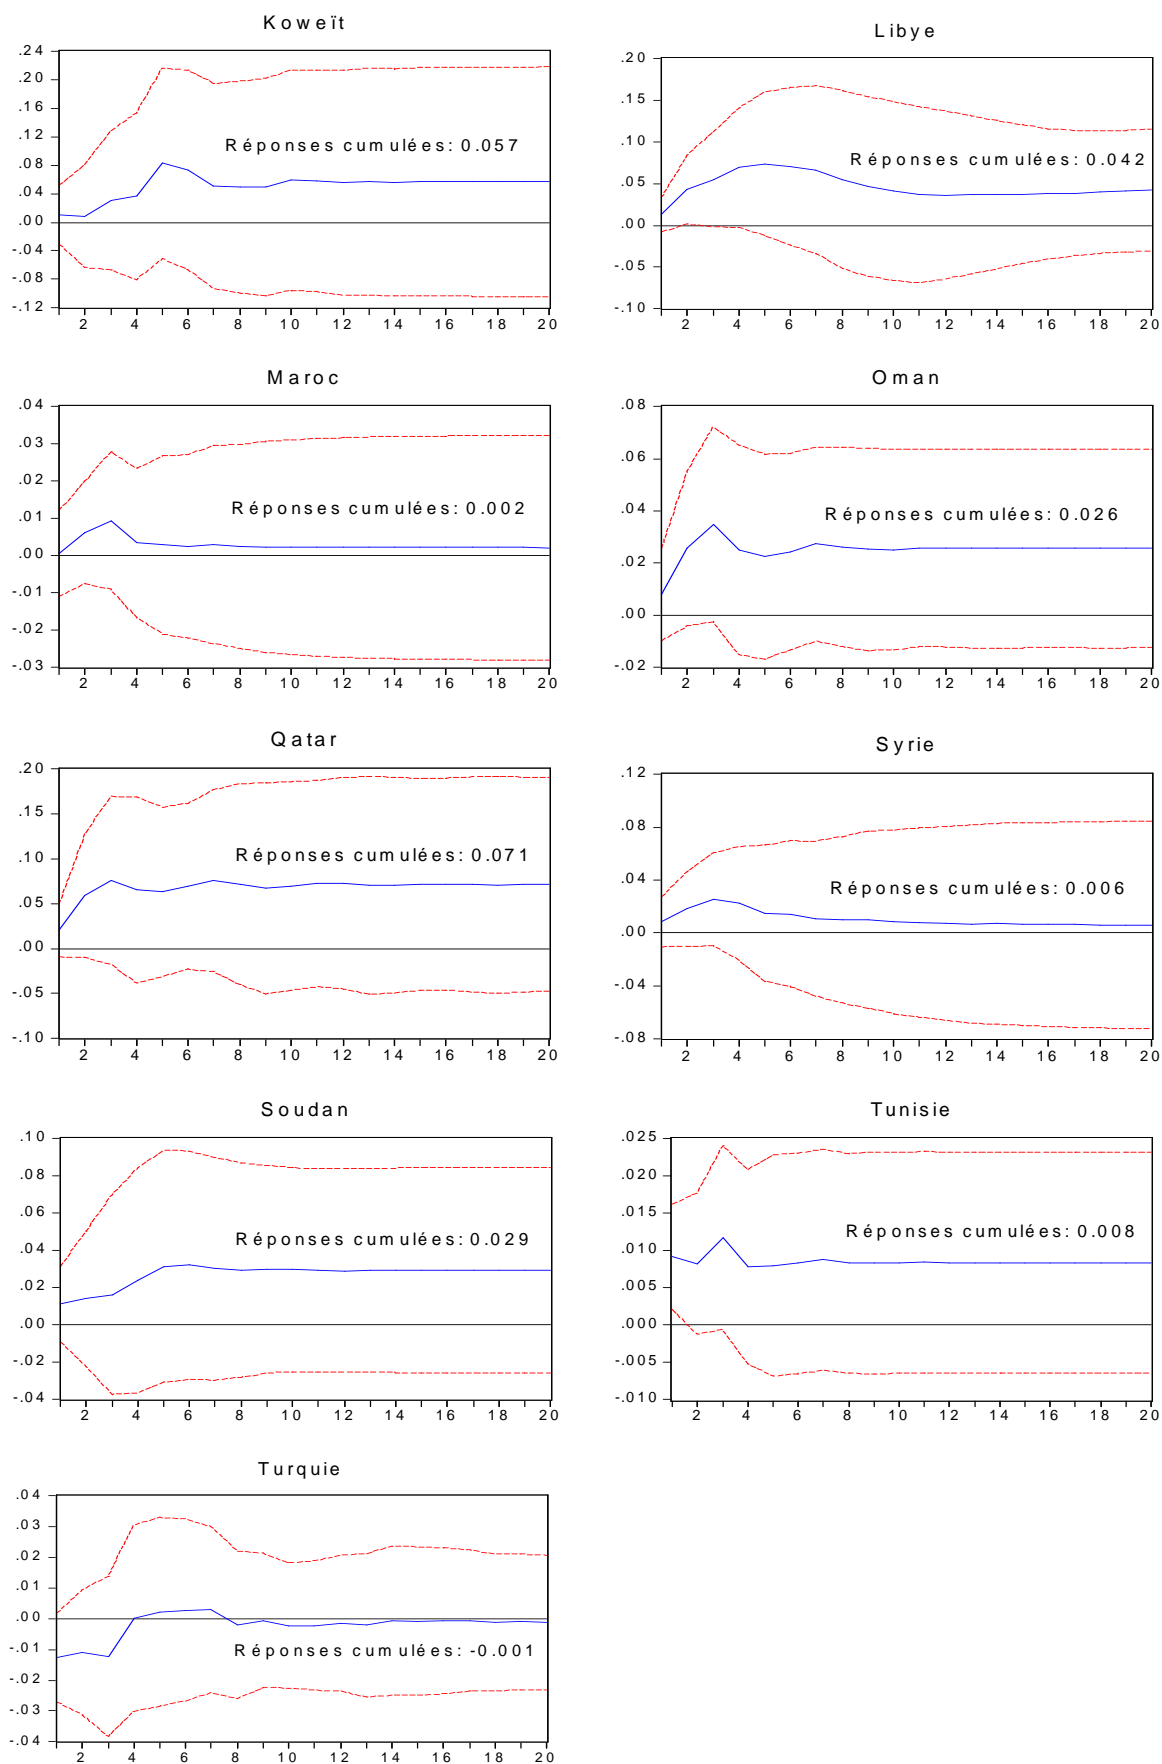 Koweït
.24
.20
.16
.12
.08
.04
.00
-.04
-.08
-.12
Réponses cumulées: 0.057
2 4 6 8 10 12 14 16 18 20
Libye
.20
.15
.10
.05
.00
-.05
-.10
Réponses cumulées: 0.042
2 4 6 8 10 12 14 16 18 20
Maroc
.04
.03
.02
.01
.00
-.01
-.02
-.03
Réponses cumulées: 0.002
2 4 6 8 10 12 14 16 18 20
Oman
.08
.06
.04
.02
.00
-.02
Réponses cumulées: 0.026
2 4 6 8 10 12 14 16 18 20
Qatar
.20
.15
.10
.05
.00
-.05
-.10
Réponses cumulées: 0.071
2 4 6 8 10 12 14 16 18 20
Syrie
.12
.08
.04
.00
-.04
-.08
Réponses cumulées: 0.006
2 4 6 8 10 12 14 16 18 20
Soudan
.10
.08
.06
.04
.02
.00
-.02
-.04
Réponses cumulées: 0.029
2 4 6 8 10 12 14 16 18 20
Tunisie
.025
.020
.015
.010
.005
.000
-.005
-.010
Réponses cumulées: 0.008
2 4 6 8 10 12 14 16 18 20
Turquie
.04
.03
.02
.01
.00
-.01
-.02
-.03
-.04
Réponses cumulées: -0.001
2 4 6 8 10 12 14 16 18 20